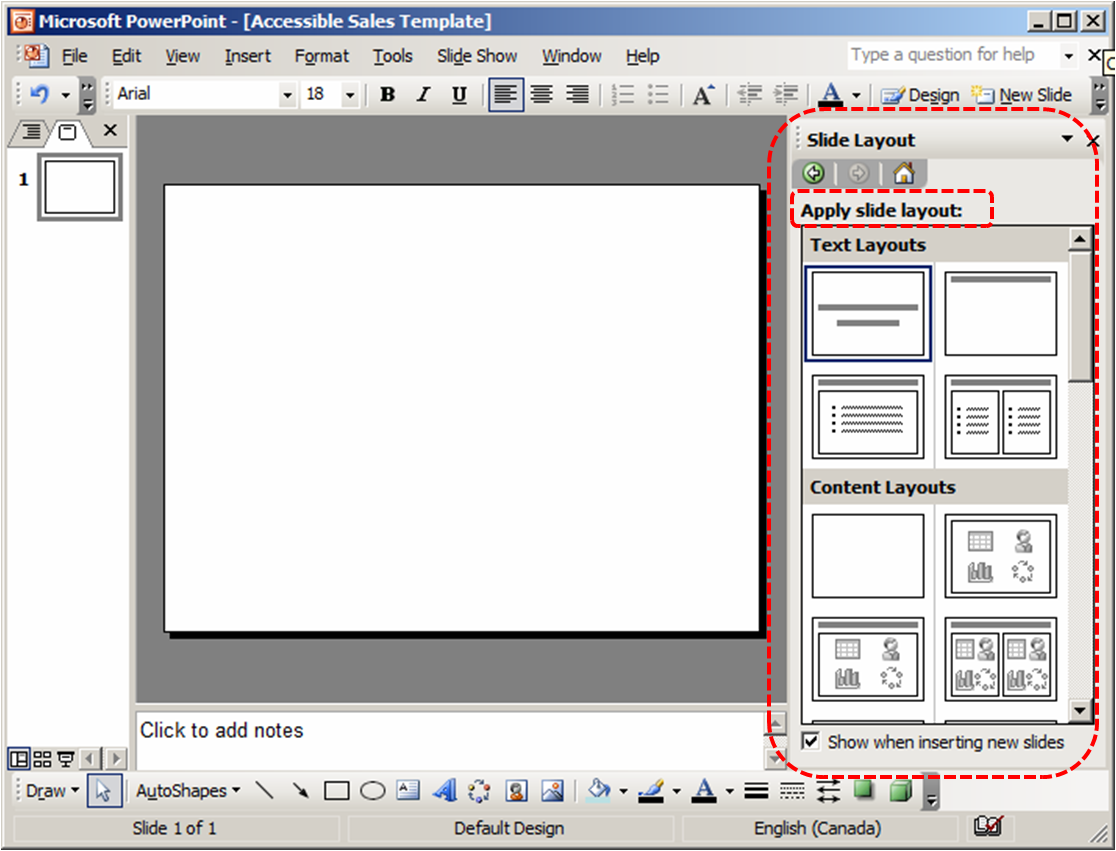 Microsoft PowerPoint - [Accessible Sales Template]
File Edit View Insert Format Tools Slide Show Window Help Type a question for help
Arial 18 B I U A A Design New Slide
Slide Layout
1
Apply slide layout:
Text Layouts
Content Layouts
Click to add notes
Show when inserting new slides
Draw AutoShapes A A A
Slide 1 of 1 Default Design English (Canada)